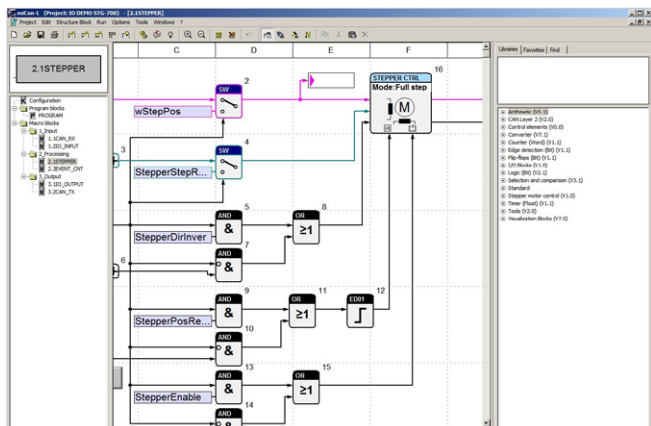 miCon-L (Project: IO DEMO STG-700) - [2.1STEPPER]
Project Edit Structure Block Run Options Tools Windows ?
2.1STEPPER
Configuration
Program blocks
PROGRAM
Macro blocks
1_Input
1.1CAN_RX
1.2IO_INPUT
2_Processing
2.1STEPPER
2.2EVENT_CNT
3_Output
3.1IO_OUTPUT
3.2CAN_TX
C D E F
2
SW
wStepPos
16
STEPPER CTRL
Mode:Full step
M
3
4
SW
StepperStepR...
5
AND
&
StepperDirInver
8
OR
≥1
6
7
AND
&
9
AND
&
StepperPosRe...
11
OR
≥1
12
ED01
10
AND
&
13
AND
&
StepperEnable
15
OR
≥1
14
AND
&
Libraries Favorites Find
Arithmetic (V5.1)
CAN Layer 2 (V2.0)
Control elements (V0.0)
Converter (V7.1)
Counter (Word) (V1.1)
Edge detection (Bit) (V1.1)
Flip-flops (Bit) (V1.1)
Logic (Bit) (V2.1)
Selection and comparison (V3.1)
Standard
Stepper motor control (V1.0)
Timer (Float) (V1.1)
Tools (V2.0)
Visualization Blocks (V7.0)